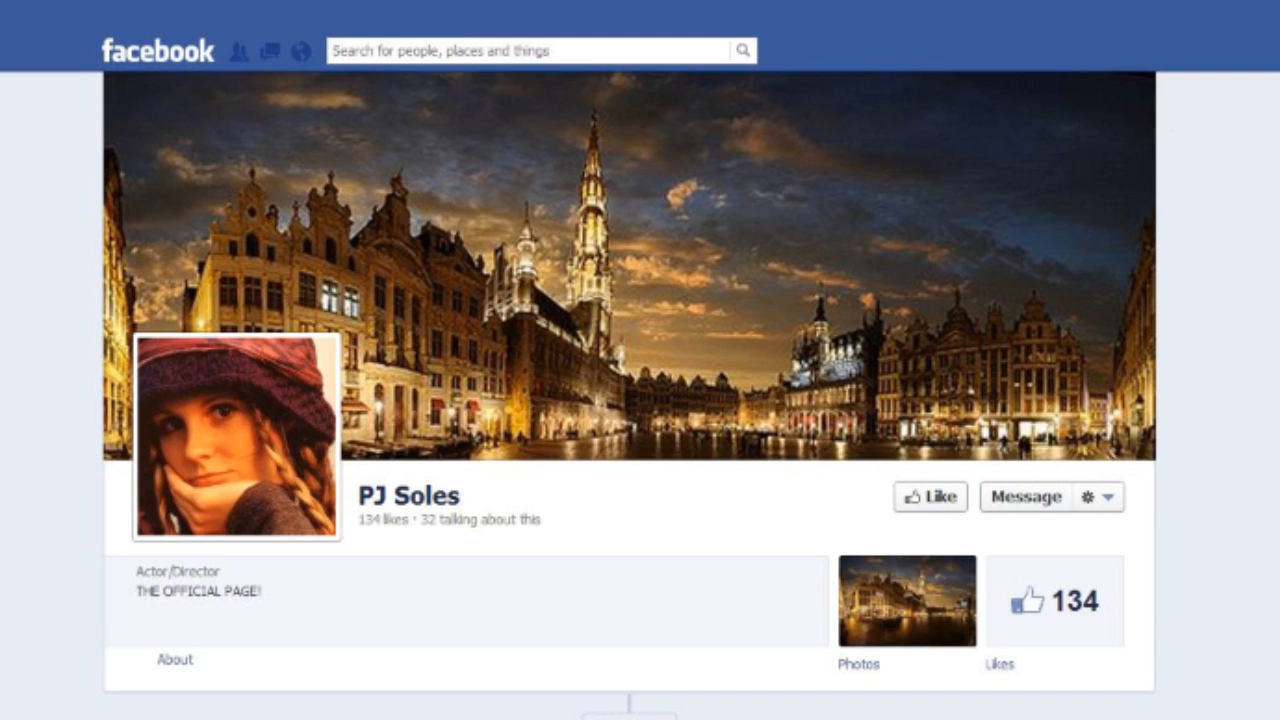 facebook
Search for people, places and things
PJ Soles
134 likes · 32 talking about this
Like
Message
Actor/Director
THE OFFICIAL PAGE!
134
About
Photos
Likes